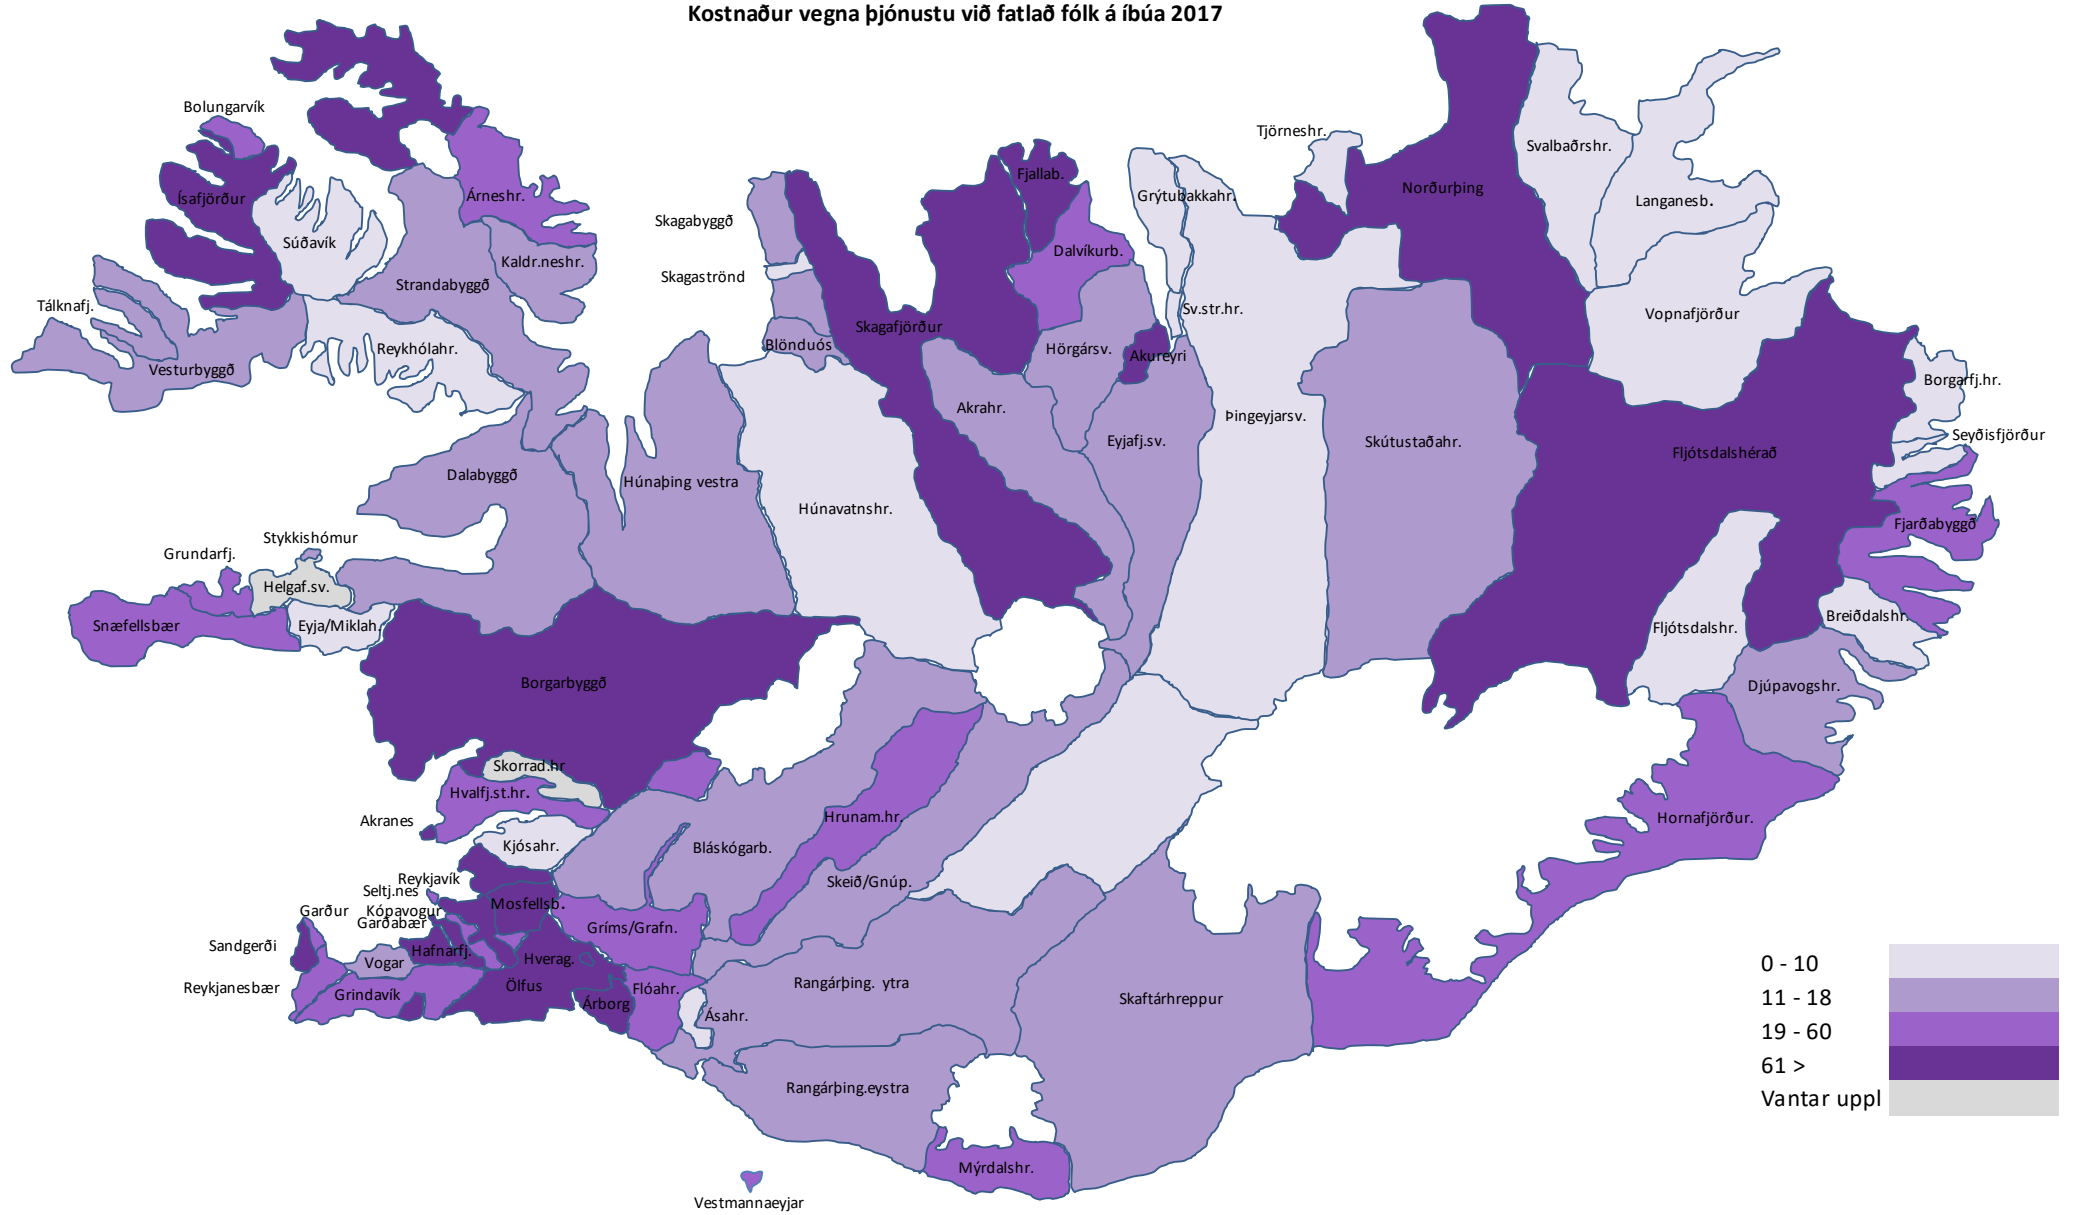 Kostnaður vegna þjónustu við fatlað fólk á íbúa 2017
Bolungarvík
Ísafjörður
Súðavík
Árneshr.
Kaldr.neshr.
Strandabyggð
Tálknafj.
Vesturbyggð
Reykhólahr.
Dalabyggð
Stykkishómur
Grundarfj.
Helgaf.sv.
Snæfellsbær
Eyja/Miklah
Borgarbyggð
Skorrad.hr
Hvalfj.st.hr.
Akranes
Kjósahr.
Reykjavík
Seltj.nes
Mosfellsb.
Kópavogur
Garðabær
Garður
Sandgerði
Hafnarfj.
Vogar
Reykjanesbær
Grindavík
Hverag.
Ölfus
Árborg
Flóahr.
Gríms/Grafn.
Bláskógarb.
Hrunam.hr.
Skeið/Gnúp.
Ásahr.
Rangárþing. ytra
Rangárþing.eystra
Skaftárhreppur
Mýrdalshr.
Vestmannaeyjar
Skagabyggð
Skagaströnd
Blönduós
Húnaþing vestra
Húnavatnshr.
Skagafjörður
Akrahr.
Fjallab.
Dalvíkurb.
Hörgársv.
Akureyri
Eyjafj.sv.
Grýtubakkahr.
Sv.str.hr.
Þingeyjarsv.
Tjörneshr.
Norðurþing
Skútustaðahr.
Svalbaðrshr.
Langanesb.
Vopnafjörður
Borgarfj.hr.
Seyðisfjörður
Fljótsdalshérað
Fjarðabyggð
Fljótsdalshr.
Breiðdalshr.
Djúpavogshr.
Hornafjörður.
0 - 10
11 - 18
19 - 60
61 >
Vantar uppl